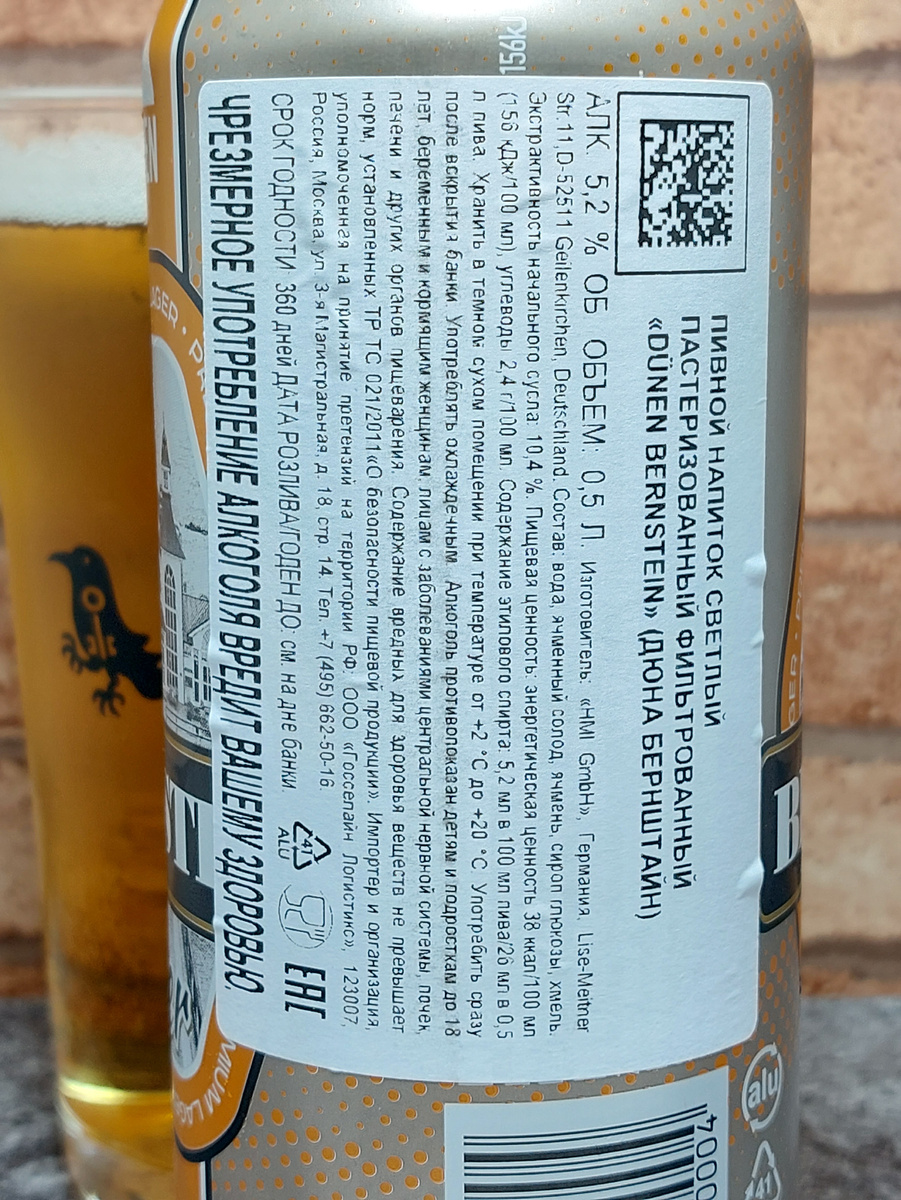 ПИВНОЙ НАПИТОК СВЕТЛЫЙ
ПАСТЕРИЗОВАННЫЙ ФИЛЬТРОВАННЫЙ
«DÜNEN BERNSTEIN» (ДЮНА БЕРНШТАЙН)
АЛК. 5,2 % ОБ. ОБЪЕМ: 0,5 Л. Изготовитель: «HMI GmbH», Германия, Lise-Meitner
Str.11,D-52511 Geilenkirchen, Deutschland. Состав: вода, ячменный солод, ячмень, сироп глюкозы, хмель.
Экстрактивность начального сусла: 10,4 %. Пищевая ценность: энергетическая ценность 38 ккал/100 мл
(156 кДж/100 мл), углеводы 2,4 г/100 мл. Содержание этилового спирта: 5,2 мл в 100 мл пива/26 мл в 0,5
л пива. Хранить в темном сухом помещении при температуре от +2 °С до +20 °С. Употребить сразу
после вскрытия банки. Употреблять охлажденным. Алкоголь противопоказан детям и подросткам до 18
лет, беременным и кормящим женщинам, лицам с заболеваниями центральной нервной системы, почек,
печени и других органов пищеварения. Содержание вредных для здоровья веществ не превышает
норм, установленных ТР ТС 021/2011 «О безопасности пищевой продукции». Импортер и организация,
уполномоченная на принятие претензий на территории РФ: ООО «Госселайн Логистикс», 123007,
Россия, Москва, ул. 3-я Магистральная, д. 18, стр. 14. Тел. +7 (495) 662-50-16
СРОК ГОДНОСТИ: 360 дней ДАТА РОЗЛИВА/ГОДЕН ДО: см. на дне банки.
41
ALU
EAC
ЧРЕЗМЕРНОЕ УПОТРЕБЛЕНИЕ АЛКОГОЛЯ ВРЕДИТ ВАШЕМУ ЗДОРОВЬЮ.
alu
41
0004